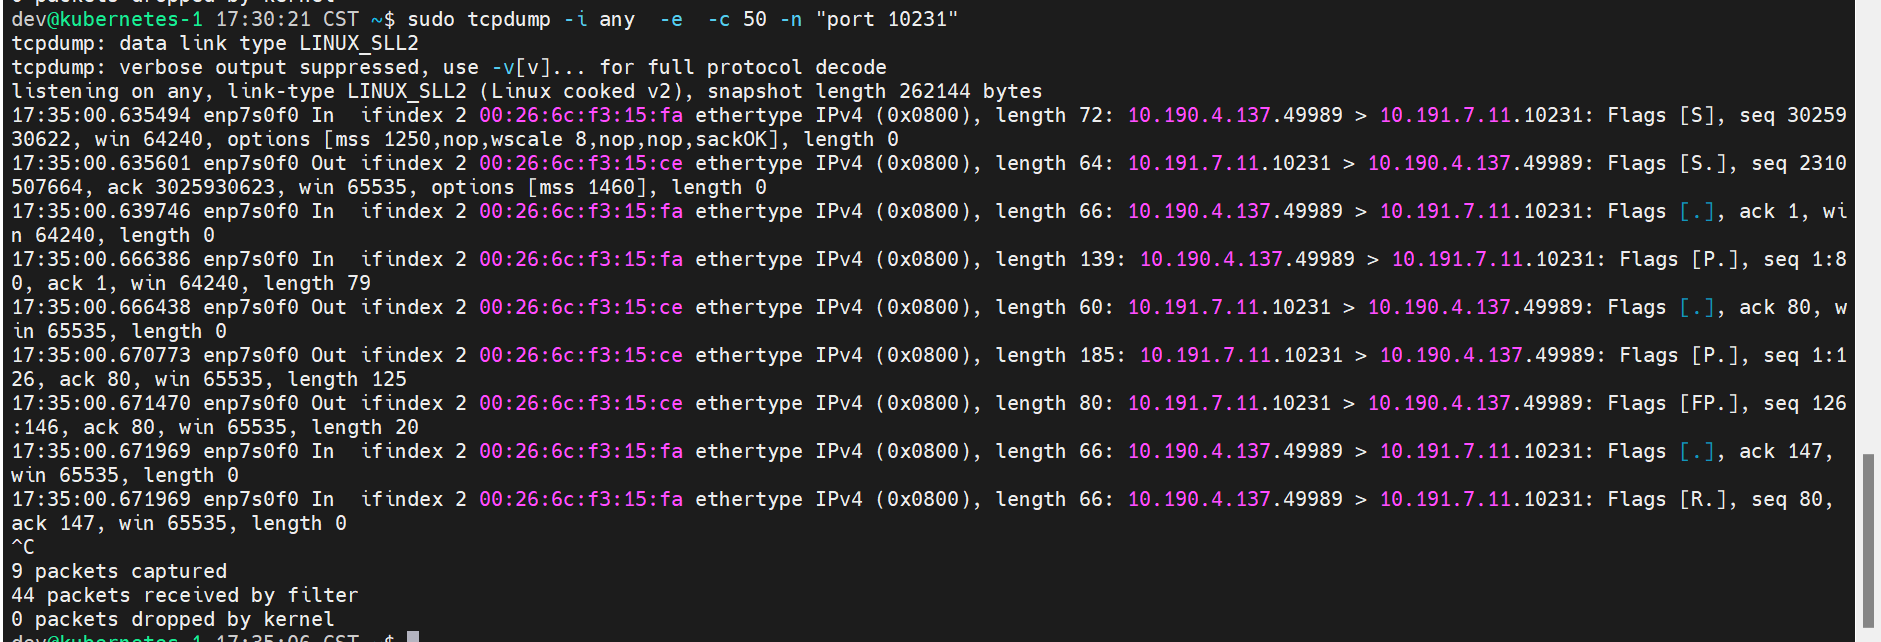 0 packets dropped by kernel
dev@kubernetes-1 17:30:21 CST ~$ sudo tcpdump -i any  -e  -c 50 -n "port 10231"
tcpdump: data link type LINUX_SLL2
tcpdump: verbose output suppressed, use -v[v]... for full protocol decode
listening on any, link-type LINUX_SLL2 (Linux cooked v2), snapshot length 262144 bytes
17:35:00.635494 enp7s0f0 In  ifindex 2 00:26:6c:f3:15:fa ethertype IPv4 (0x0800), length 72: 10.190.4.137.49989 > 10.191.7.11.10231: Flags [S], seq 30259
30622, win 64240, options [mss 1250,nop,wscale 8,nop,nop,sackOK], length 0
17:35:00.635601 enp7s0f0 Out ifindex 2 00:26:6c:f3:15:ce ethertype IPv4 (0x0800), length 64: 10.191.7.11.10231 > 10.190.4.137.49989: Flags [S.], seq 2310
507664, ack 3025930623, win 65535, options [mss 1460], length 0
17:35:00.639746 enp7s0f0 In  ifindex 2 00:26:6c:f3:15:fa ethertype IPv4 (0x0800), length 66: 10.190.4.137.49989 > 10.191.7.11.10231: Flags [.], ack 1, wi
n 64240, length 0
17:35:00.666386 enp7s0f0 In  ifindex 2 00:26:6c:f3:15:fa ethertype IPv4 (0x0800), length 139: 10.190.4.137.49989 > 10.191.7.11.10231: Flags [P.], seq 1:8
0, ack 1, win 64240, length 79
17:35:00.666438 enp7s0f0 Out ifindex 2 00:26:6c:f3:15:ce ethertype IPv4 (0x0800), length 60: 10.191.7.11.10231 > 10.190.4.137.49989: Flags [.], ack 80, w
in 65535, length 0
17:35:00.670773 enp7s0f0 Out ifindex 2 00:26:6c:f3:15:ce ethertype IPv4 (0x0800), length 185: 10.191.7.11.10231 > 10.190.4.137.49989: Flags [P.], seq 1:1
26, ack 80, win 65535, length 125
17:35:00.671470 enp7s0f0 Out ifindex 2 00:26:6c:f3:15:ce ethertype IPv4 (0x0800), length 80: 10.191.7.11.10231 > 10.190.4.137.49989: Flags [FP.], seq 126
:146, ack 80, win 65535, length 20
17:35:00.671969 enp7s0f0 In  ifindex 2 00:26:6c:f3:15:fa ethertype IPv4 (0x0800), length 66: 10.190.4.137.49989 > 10.191.7.11.10231: Flags [.], ack 147,
win 65535, length 0
17:35:00.671969 enp7s0f0 In  ifindex 2 00:26:6c:f3:15:fa ethertype IPv4 (0x0800), length 66: 10.190.4.137.49989 > 10.191.7.11.10231: Flags [R.], seq 80,
ack 147, win 65535, length 0
^C
9 packets captured
44 packets received by filter
0 packets dropped by kernel
dev@kubernetes-1 17:35:06 CST ~$